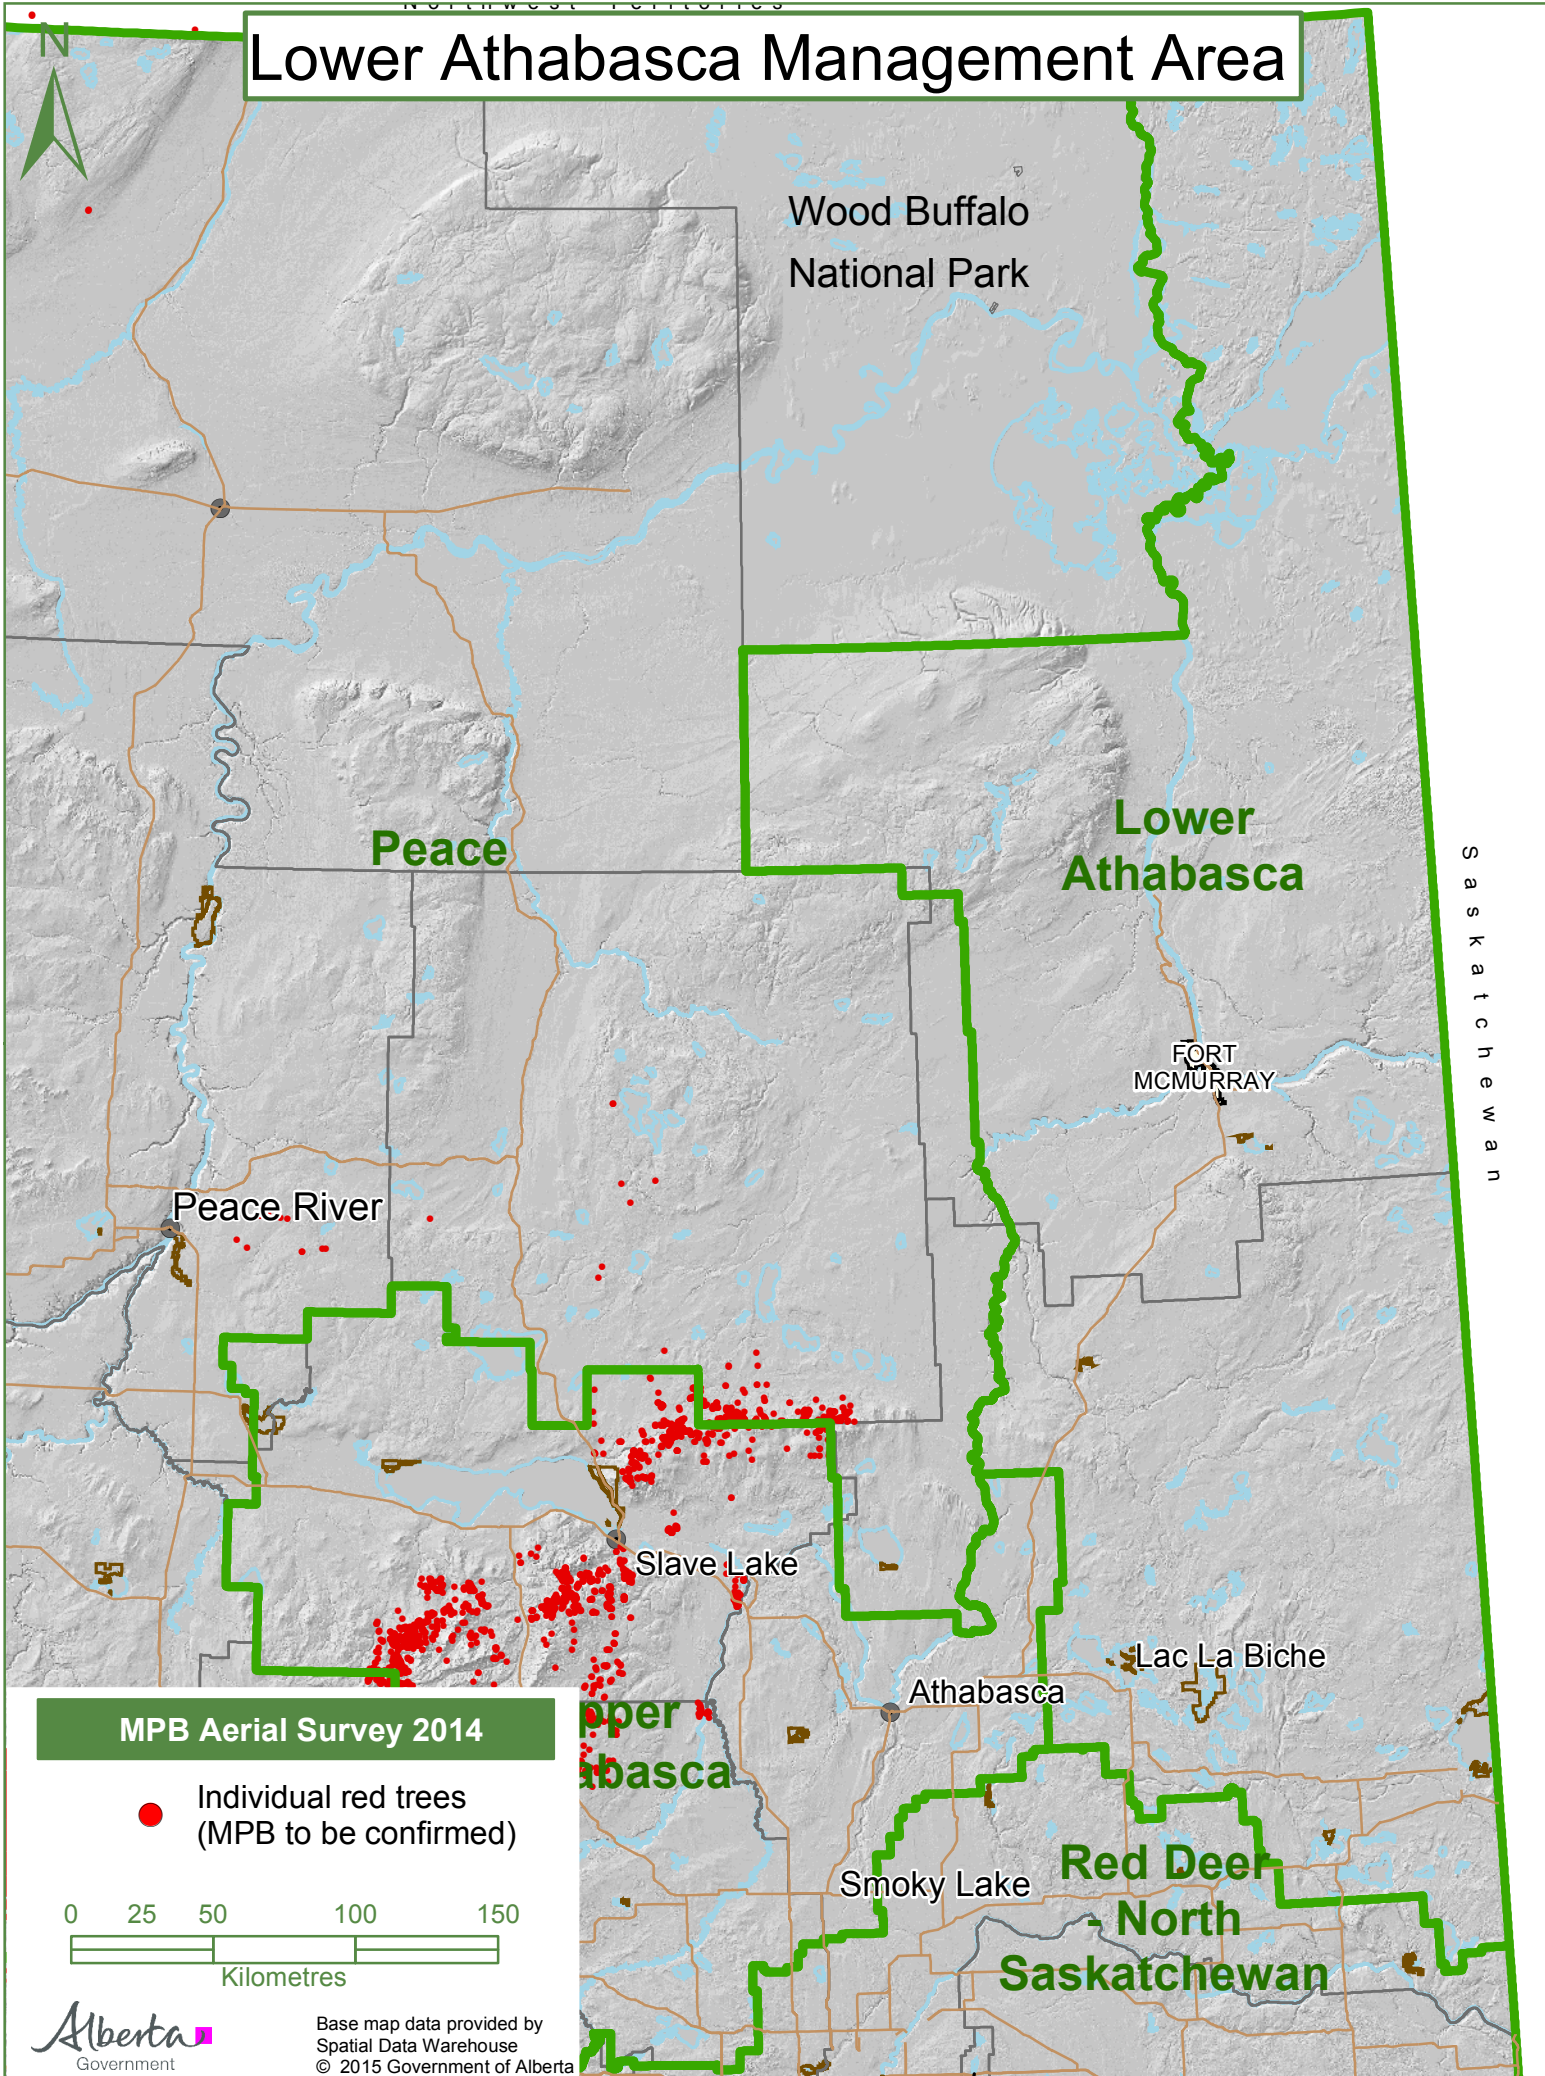 Northwest Territories
Lower Athabasca Management Area
N
Wood Buffalo
National Park
Lower
Athabasca
Peace
Saskatchewan
FORT
MCMURRAY
Peace River
Slave Lake
Lac La Biche
Athabasca
pper
abasca
Smoky Lake
Red Deer
- North
Saskatchewan
MPB Aerial Survey 2014
Individual red trees
(MPB to be confirmed)
0 25 50 100 150
Kilometres
Alberta
Government
Base map data provided by
Spatial Data Warehouse
© 2015 Government of Alberta